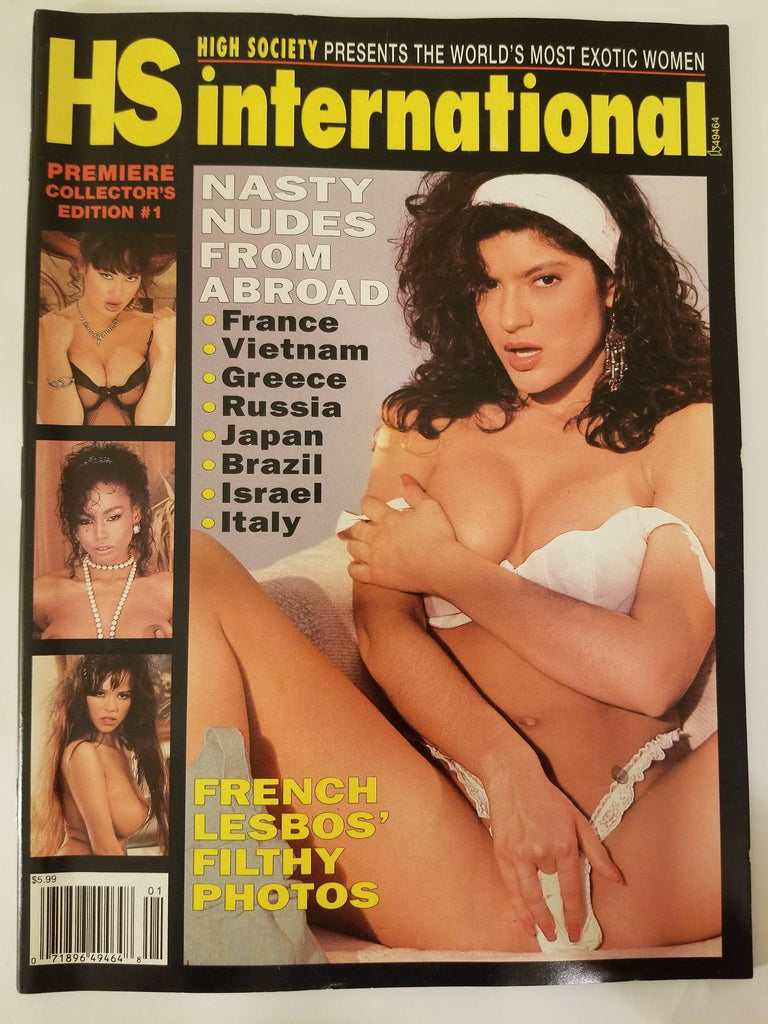 HS
HIGH SOCIETY PRESENTS THE WORLD'S MOST EXOTIC WOMEN
international
49464
PREMIERE
COLLECTOR'S
EDITION #1
NASTY
NUDES
FROM
ABROAD
• France
• Vietnam
• Greece
• Russia
• Japan
• Brazil
• Israel
• Italy
FRENCH
LESBOS'
FILTHY
PHOTOS
$5.99
01
0 71896 49464 8